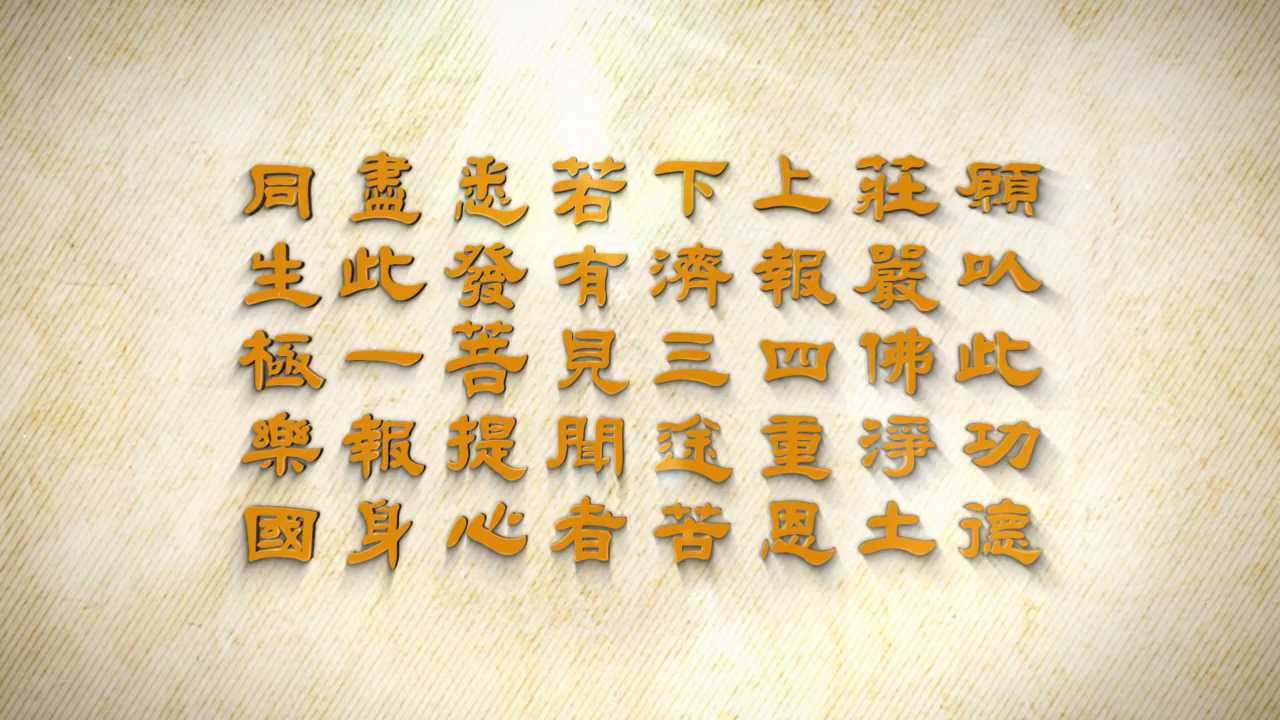 願以此功德
莊嚴佛淨土
上報四重恩
下濟三途苦
若有見聞者
悉發菩提心
盡此一報身
同生極樂國